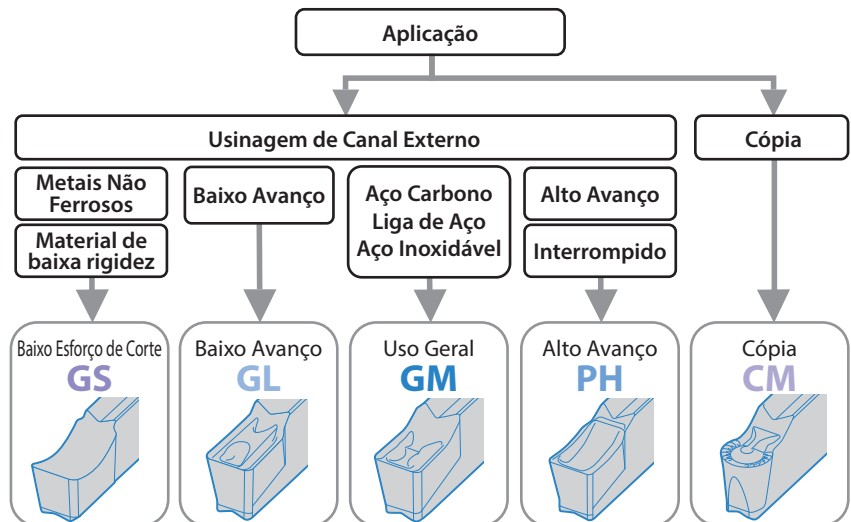 Aplicação
Usinagem de Canal Externo
Cópia
Metais Não
Ferrosos
Material de
baixa rigidez
Baixo Avanço
Aço Carbono
Liga de Aço
Aço Inoxidável
Alto Avanço
Interrompido
Baixo Esforço de Corte
GS
Baixo Avanço
GL
Uso Geral
GM
Alto Avanço
PH
Cópia
CM